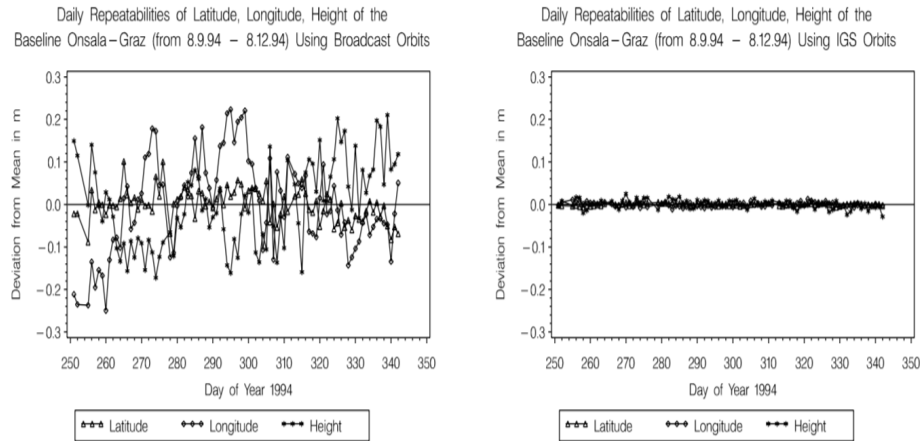 Daily Repeatabilities of Latitude, Longitude, Height of the
Baseline Onsala–Graz (from 8.9.94 – 8.12.94) Using Broadcast Orbits
Deviation from Mean in m
0.3
0.2
0.1
0.0
−0.1
−0.2
−0.3
250 260 270 280 290 300 310 320 330 340 350
Day of Year 1994
Latitude Longitude Height
Daily Repeatabilities of Latitude, Longitude, Height of the
Baseline Onsala–Graz (from 8.9.94 – 8.12.94) Using IGS Orbits
Deviation from Mean in m
0.3
0.2
0.1
0.0
−0.1
−0.2
−0.3
250 260 270 280 290 300 310 320 330 340 350
Day of Year 1994
Latitude Longitude Height